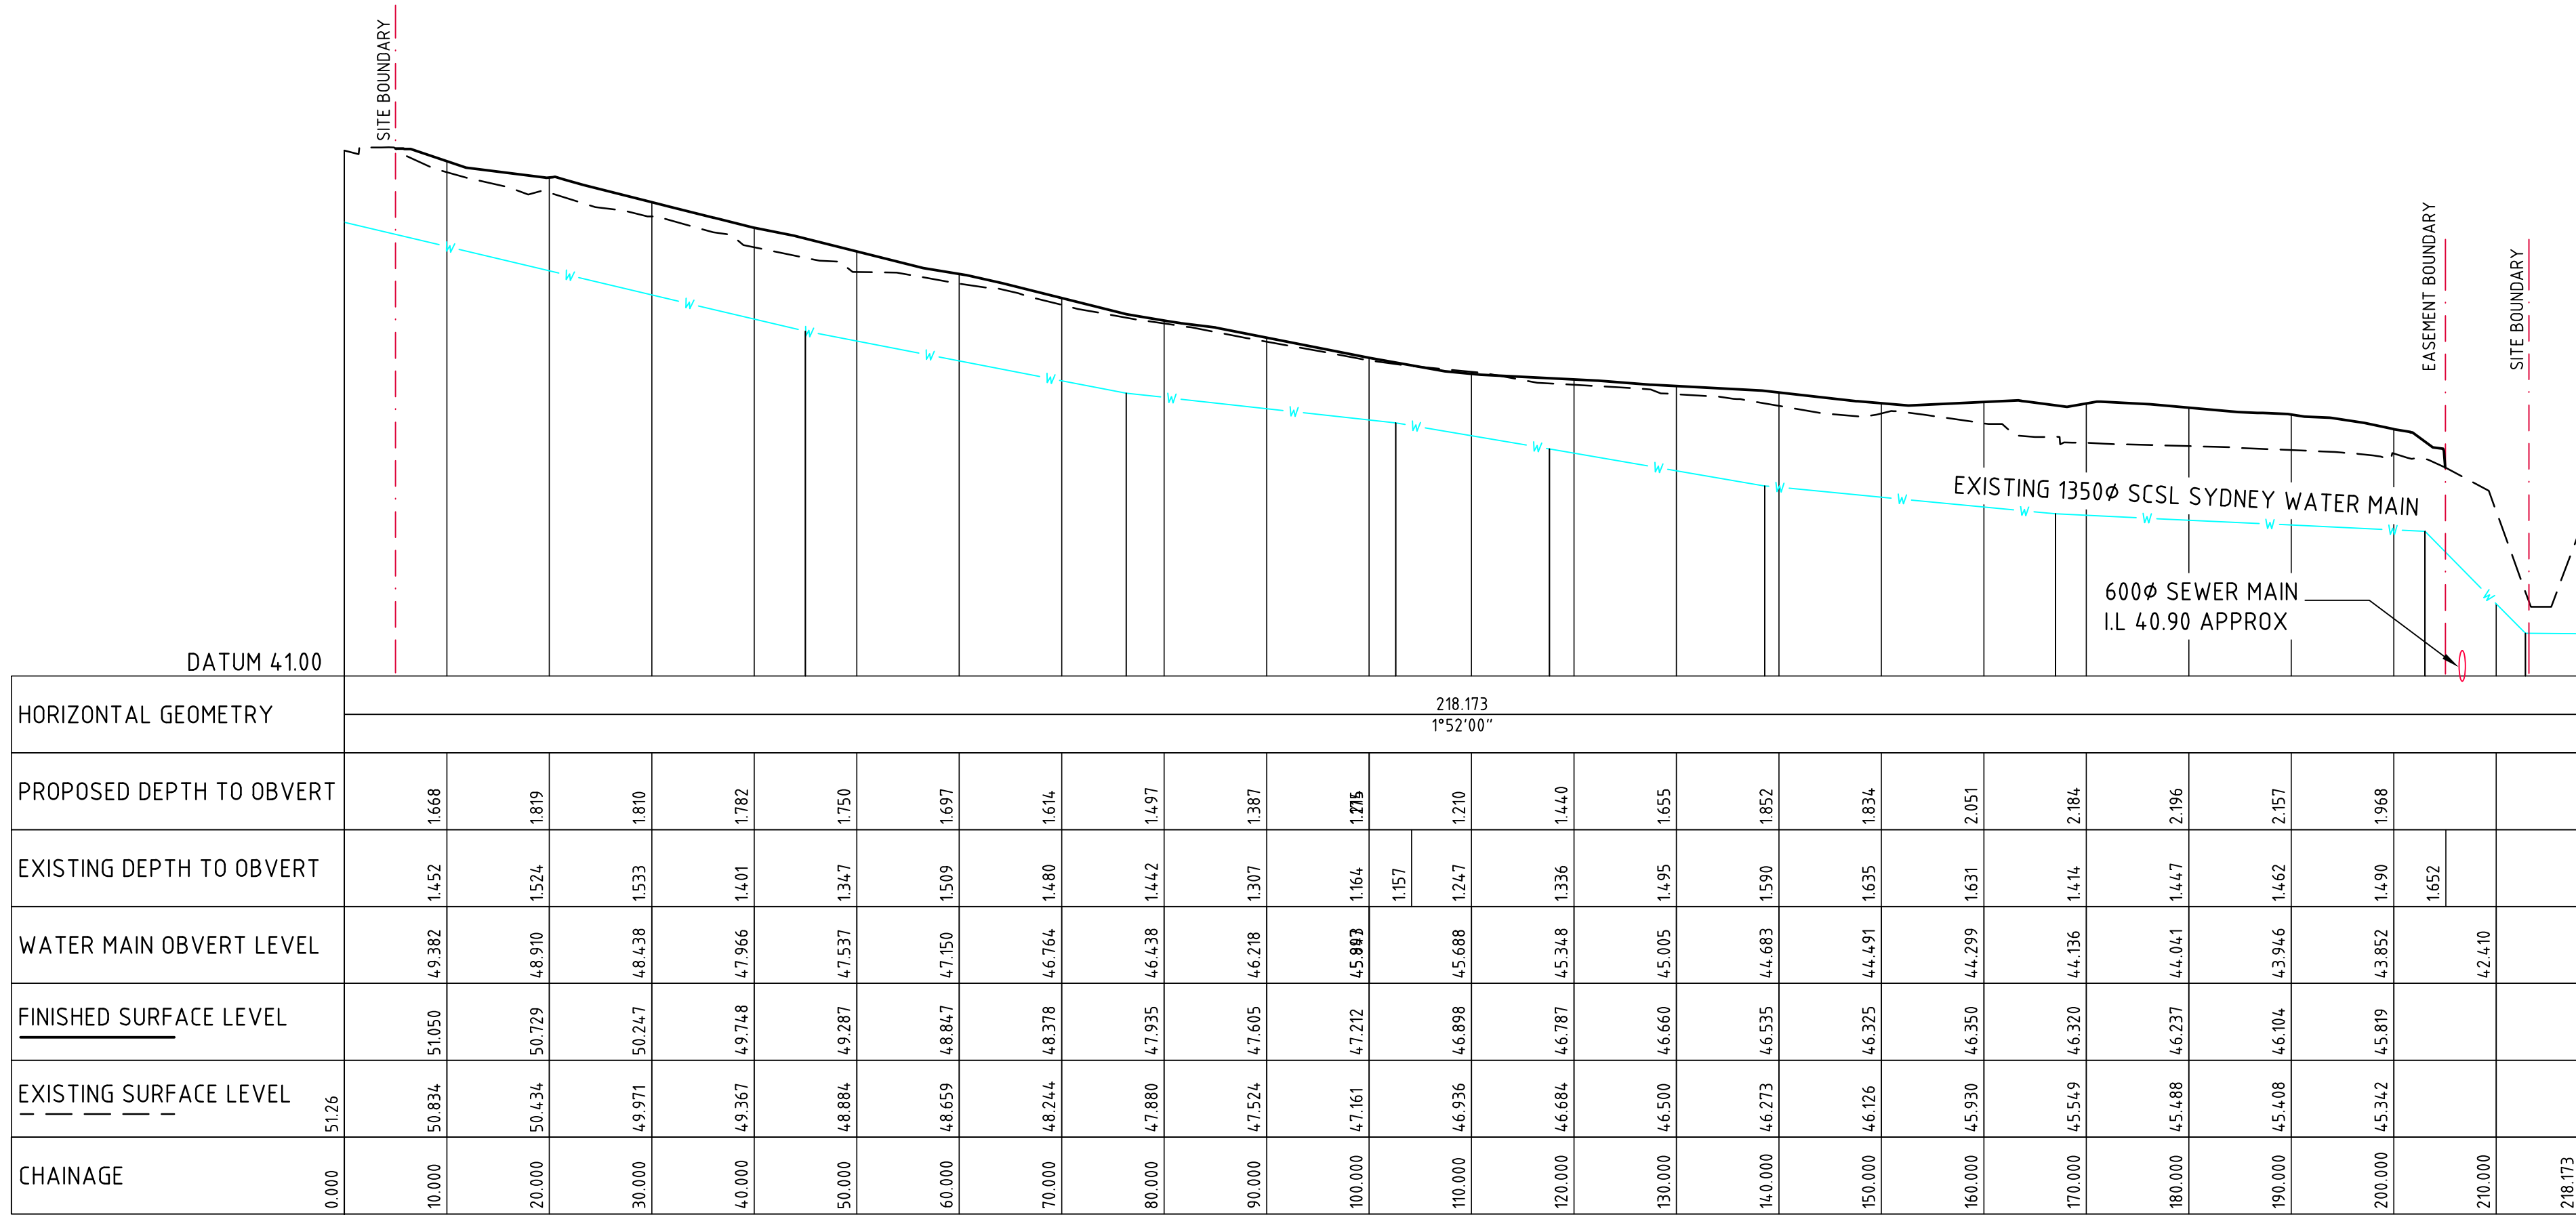 SITE BOUNDARY
EASEMENT BOUNDARY
SITE BOUNDARY
EXISTING 1350Ø SCSL SYDNEY WATER MAIN
W W W W W W W W W W W W W W W W W W
600Ø SEWER MAIN
I.L 40.90 APPROX
DATUM 41.00
HORIZONTAL GEOMETRY
218.173
1°52'00"
PROPOSED DEPTH TO OBVERT 1.668 1.819 1.810 1.782 1.750 1.697 1.614 1.497 1.387 1.210 1.440 1.655 1.852 1.834 2.051 2.184 2.196 2.157 1.968
EXISTING DEPTH TO OBVERT 1.452 1.524 1.533 1.401 1.347 1.509 1.480 1.442 1.307 1.164 1.157 1.247 1.336 1.495 1.590 1.635 1.631 1.414 1.447 1.462 1.490 1.652
WATER MAIN OBVERT LEVEL 49.382 48.910 48.438 47.966 47.537 47.150 46.764 46.438 46.218 45.688 45.348 45.005 44.683 44.491 44.299 44.136 44.041 43.946 43.852 42.410
FINISHED SURFACE LEVEL 51.050 50.729 50.247 49.748 49.287 48.847 48.378 47.935 47.605 47.212 46.898 46.787 46.660 46.535 46.325 46.350 46.320 46.237 46.104 45.819
EXISTING SURFACE LEVEL 51.26 50.834 50.434 49.971 49.367 48.884 48.659 48.244 47.880 47.524 47.161 46.936 46.684 46.500 46.273 46.126 45.930 45.549 45.488 45.408 45.342
CHAINAGE 0.000 10.000 20.000 30.000 40.000 50.000 60.000 70.000 80.000 90.000 100.000 110.000 120.000 130.000 140.000 150.000 160.000 170.000 180.000 190.000 200.000 210.000 218.173